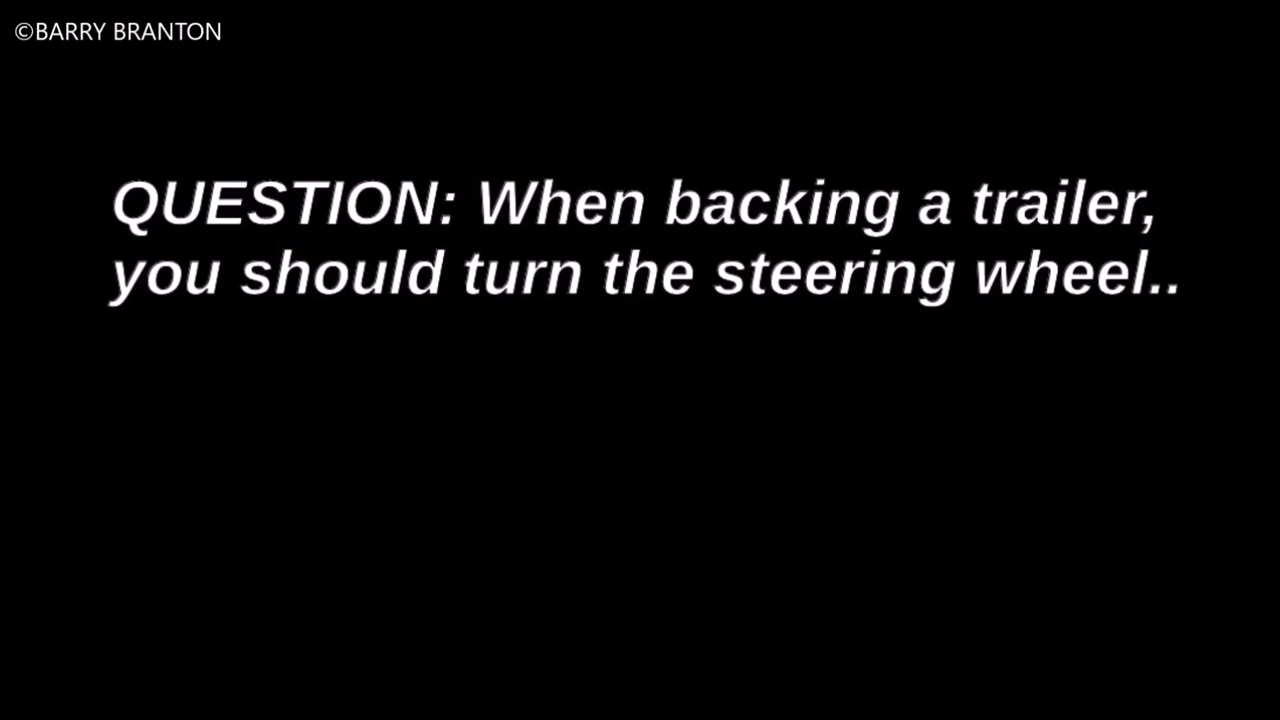 ©BARRY BRANTON
QUESTION: When backing a trailer,
you should turn the steering wheel..